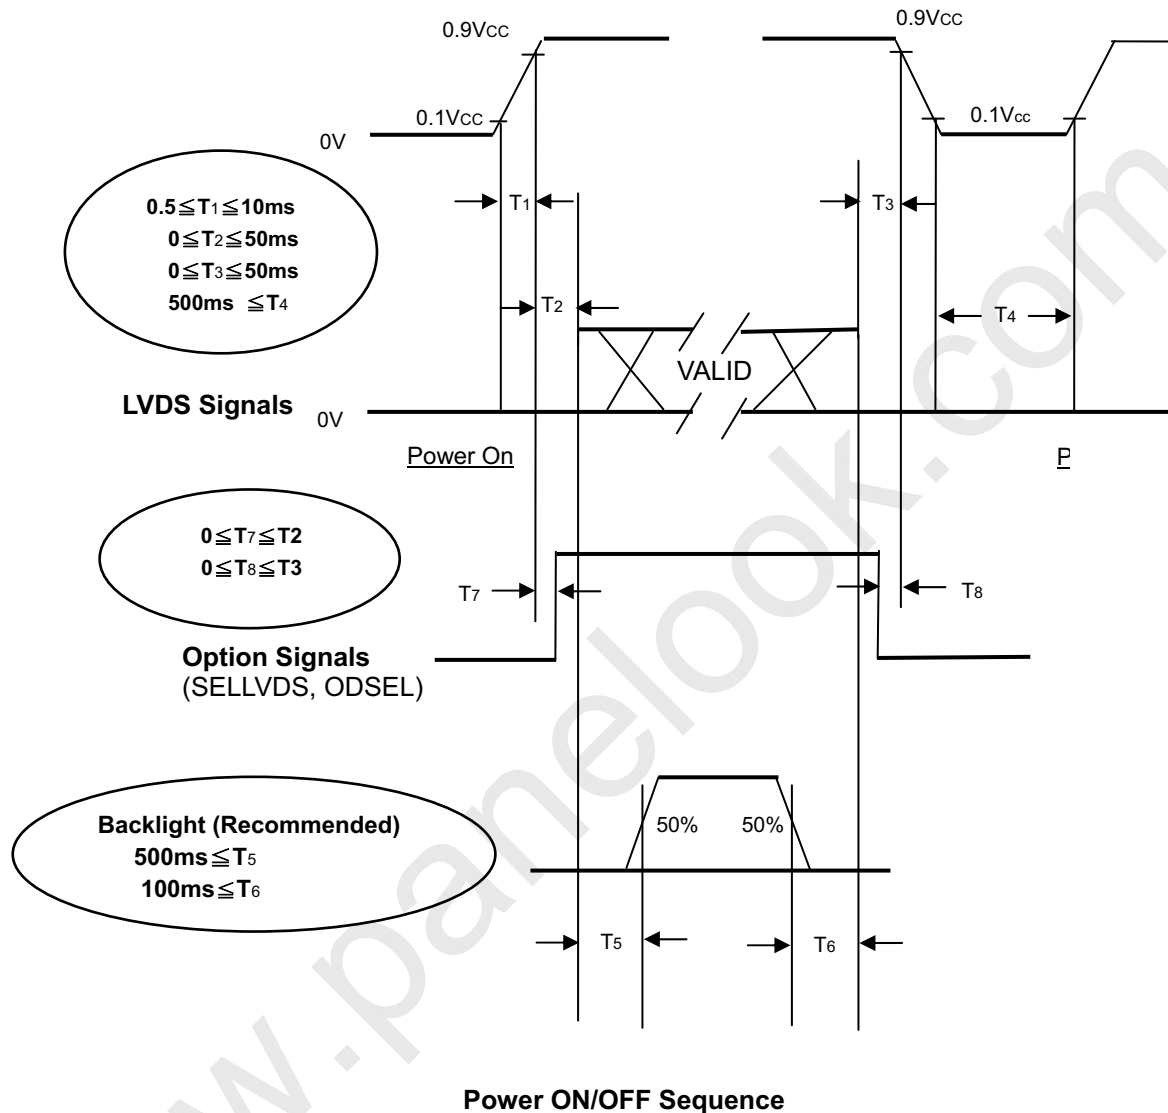 0.9Vcc
0.9Vcc
0.1Vcc
0.1Vcc
0V
0.5≦T1≦10ms
0≦T2≦50ms
0≦T3≦50ms
500ms ≦T4
T1
T3
T2
T4
VALID
LVDS Signals
0V
Power On
P
0≦T7≦T2
0≦T8≦T3
T7
T8
Option Signals
(SELLVDS, ODSEL)
Backlight (Recommended)
500ms≦T5
100ms≦T6
50% 50%
T5
T6
Power ON/OFF Sequence
w.panelook.com